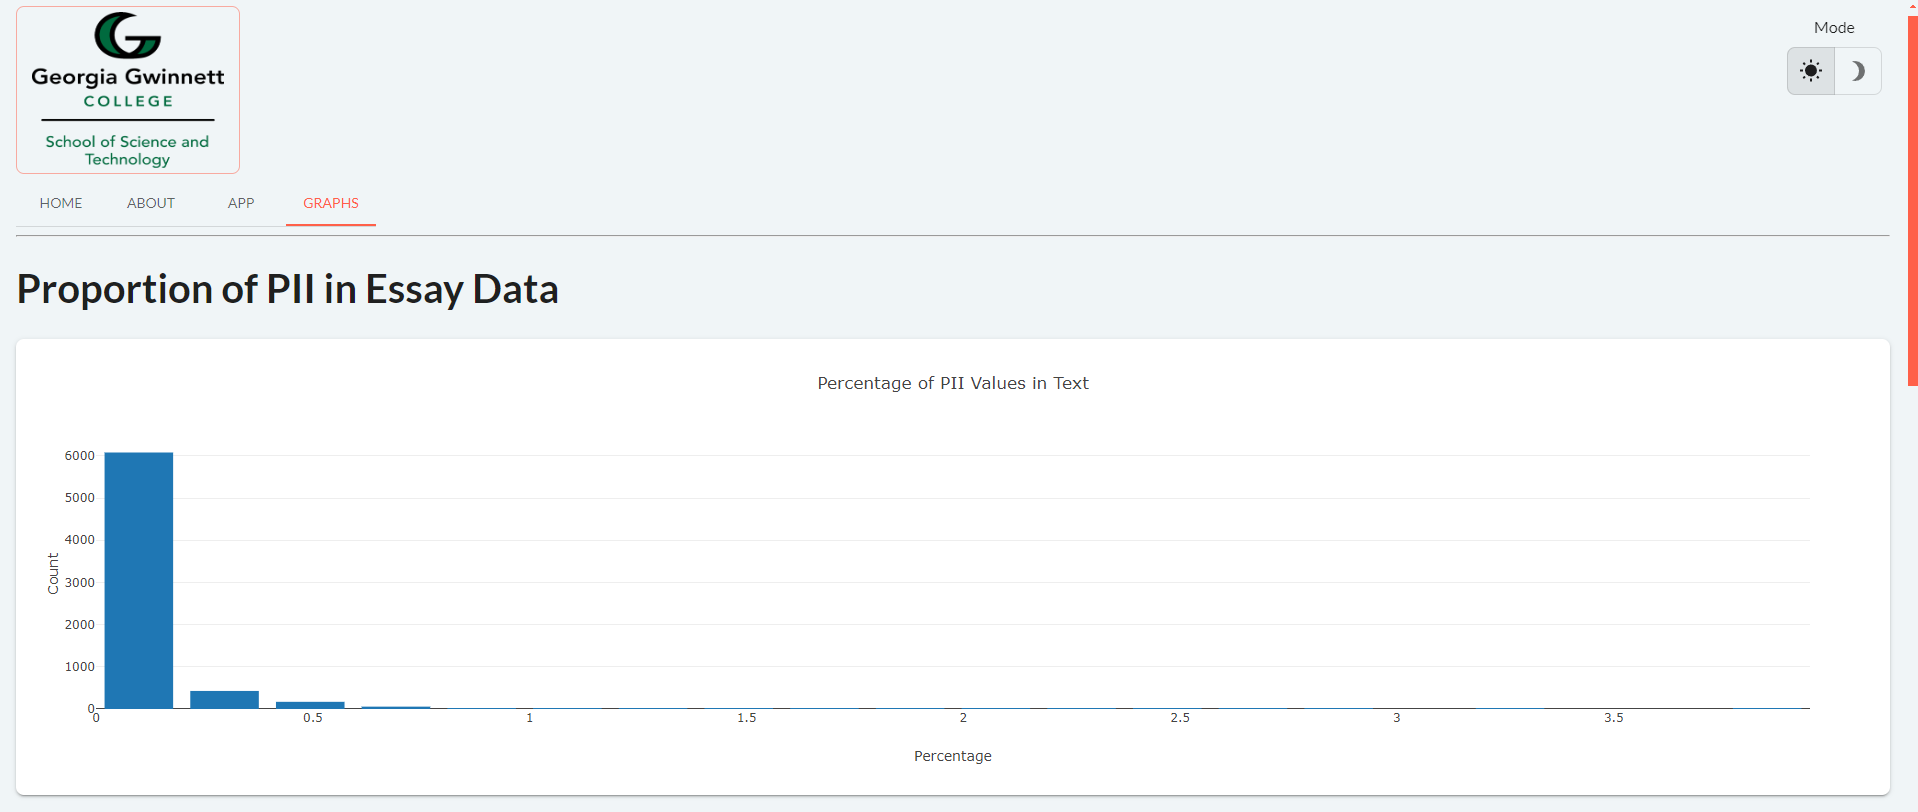 Georgia Gwinnett
COLLEGE
School of Science and
Technology
Mode
HOME ABOUT APP GRAPHS
Proportion of PII in Essay Data
Percentage of PII Values in Text
6000
5000
4000
3000
2000
1000
0
Count
0 0.5 1 1.5 2 2.5 3 3.5
Percentage